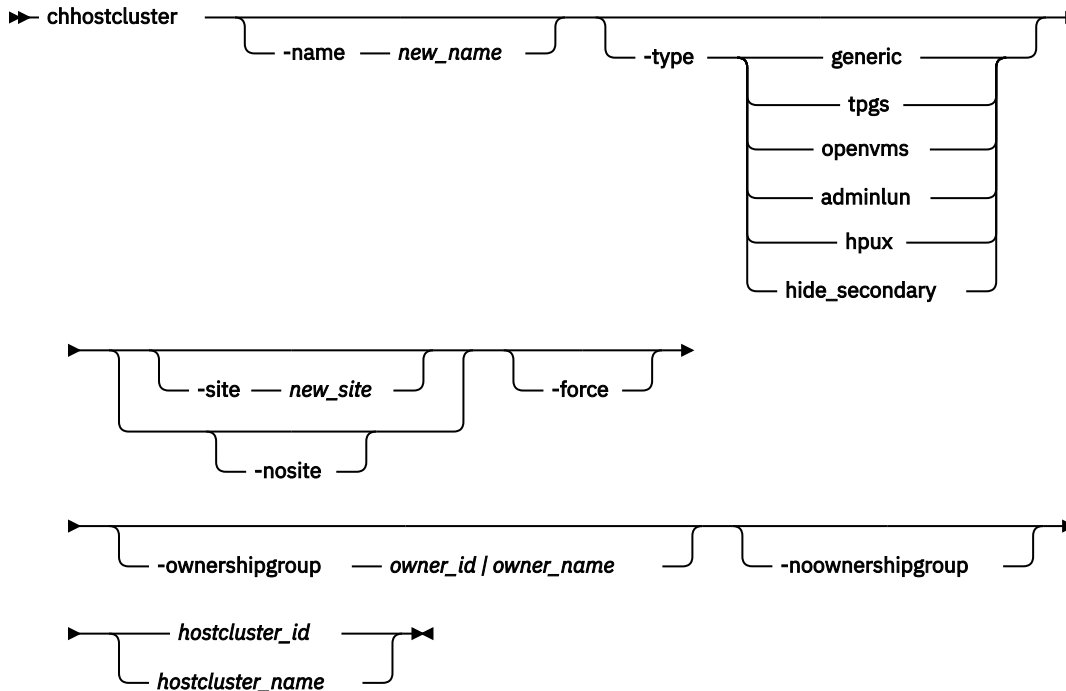 chhostcluster
-name new_name
-type generic
tpgs
openvms
adminlun
hpux
hide_secondary
-site new_site
-force
-nosite
-ownershipgroup owner_id | owner_name
-noownershipgroup
hostcluster_id
hostcluster_name